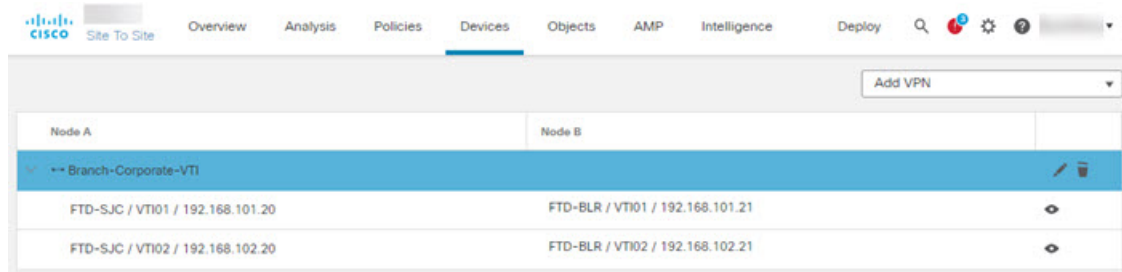 CISCO Site To Site Overview Analysis Policies Devices Objects AMP Intelligence Deploy 3
Add VPN
Node A Node B
Branch-Corporate-VTI
FTD-SJC / VTI01 / 192.168.101.20 FTD-BLR / VTI01 / 192.168.101.21
FTD-SJC / VTI02 / 192.168.102.20 FTD-BLR / VTI02 / 192.168.102.21